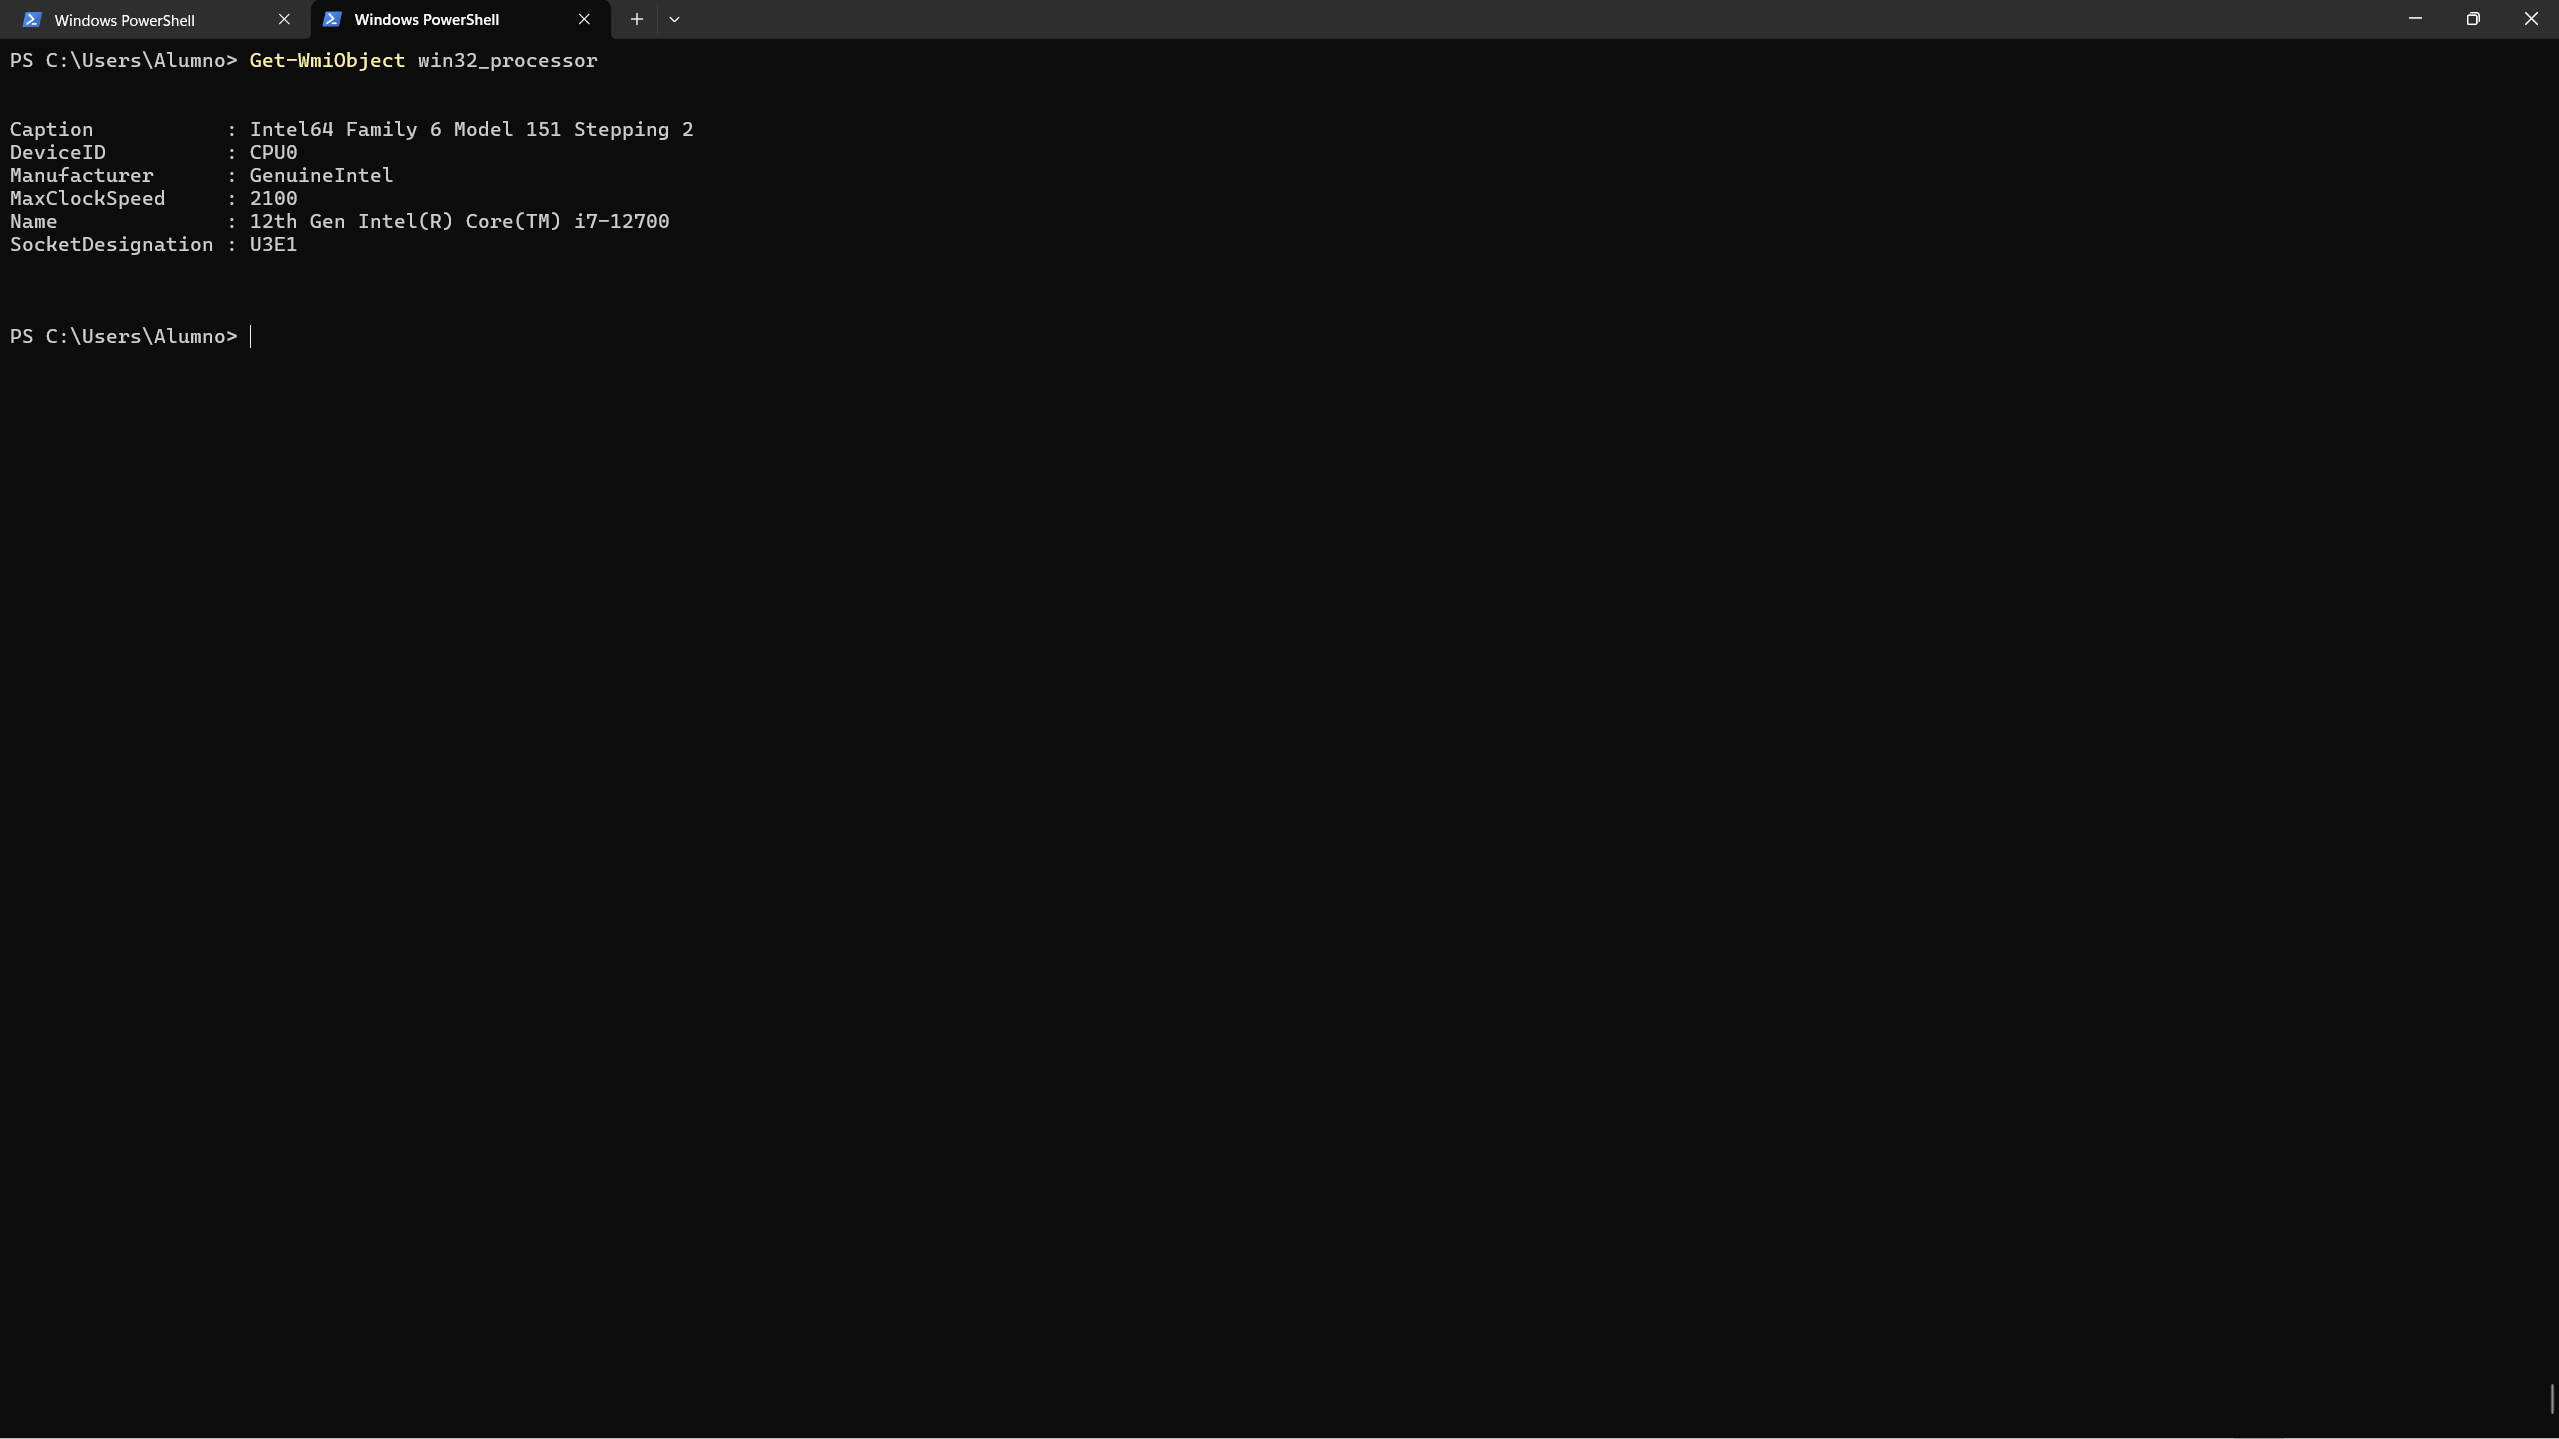 Windows PowerShell
Windows PowerShell
PS C:\Users\Alumno> Get-WmiObject win32_processor
Caption           : Intel64 Family 6 Model 151 Stepping 2
DeviceID          : CPU0
Manufacturer      : GenuineIntel
MaxClockSpeed     : 2100
Name              : 12th Gen Intel(R) Core(TM) i7-12700
SocketDesignation : U3E1
PS C:\Users\Alumno>